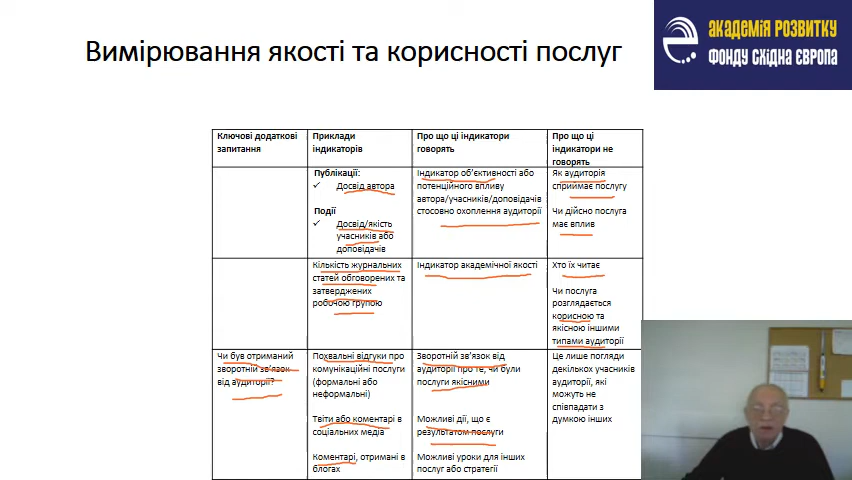 Вимірювання якості та корисності послуг
АКАДЕМІЯ РОЗВИТКУ
ФОНДУ СХІДНА ЄВРОПА
Ключові додаткові
запитання
Приклади
індикаторів
Про що ці індикатори
говорять
Про що ці
індикатори не
говорять
Публікації:
✓ Досвід автора
Події
✓ Досвід/якість
учасників або
доповідачів
Індикатор об’єктивності або
потенційного впливу
автора/учасників/доповідачів
стосовно охоплення аудиторії
Як аудиторія
сприймає послугу
Чи дійсно послуга
має вплив
Кількість журнальних
статей обговорених та
затверджених
робочою групою
Індикатор академічної якості
Хто їх читає
Чи послуга
розглядається
корисною та
якісною іншими
типами аудиторії
Чи був отриманий
зворотній зв’язок
від аудиторії?
Похвальні відгуки про
комунікаційні послуги
(формальні або
неформальні)
Твіти або коментарі в
соціальних медіа
Коментарі, отримані в
блогах
Зворотній зв’язок від
аудиторії про те, чи були
послуги якісними
Можливі дії, що є
результатом послуги
Можливі уроки для інших
послуг або стратегії
Це лише погляди
декількох учасників
аудиторії, які
можуть не
співпадати з
думкою інших